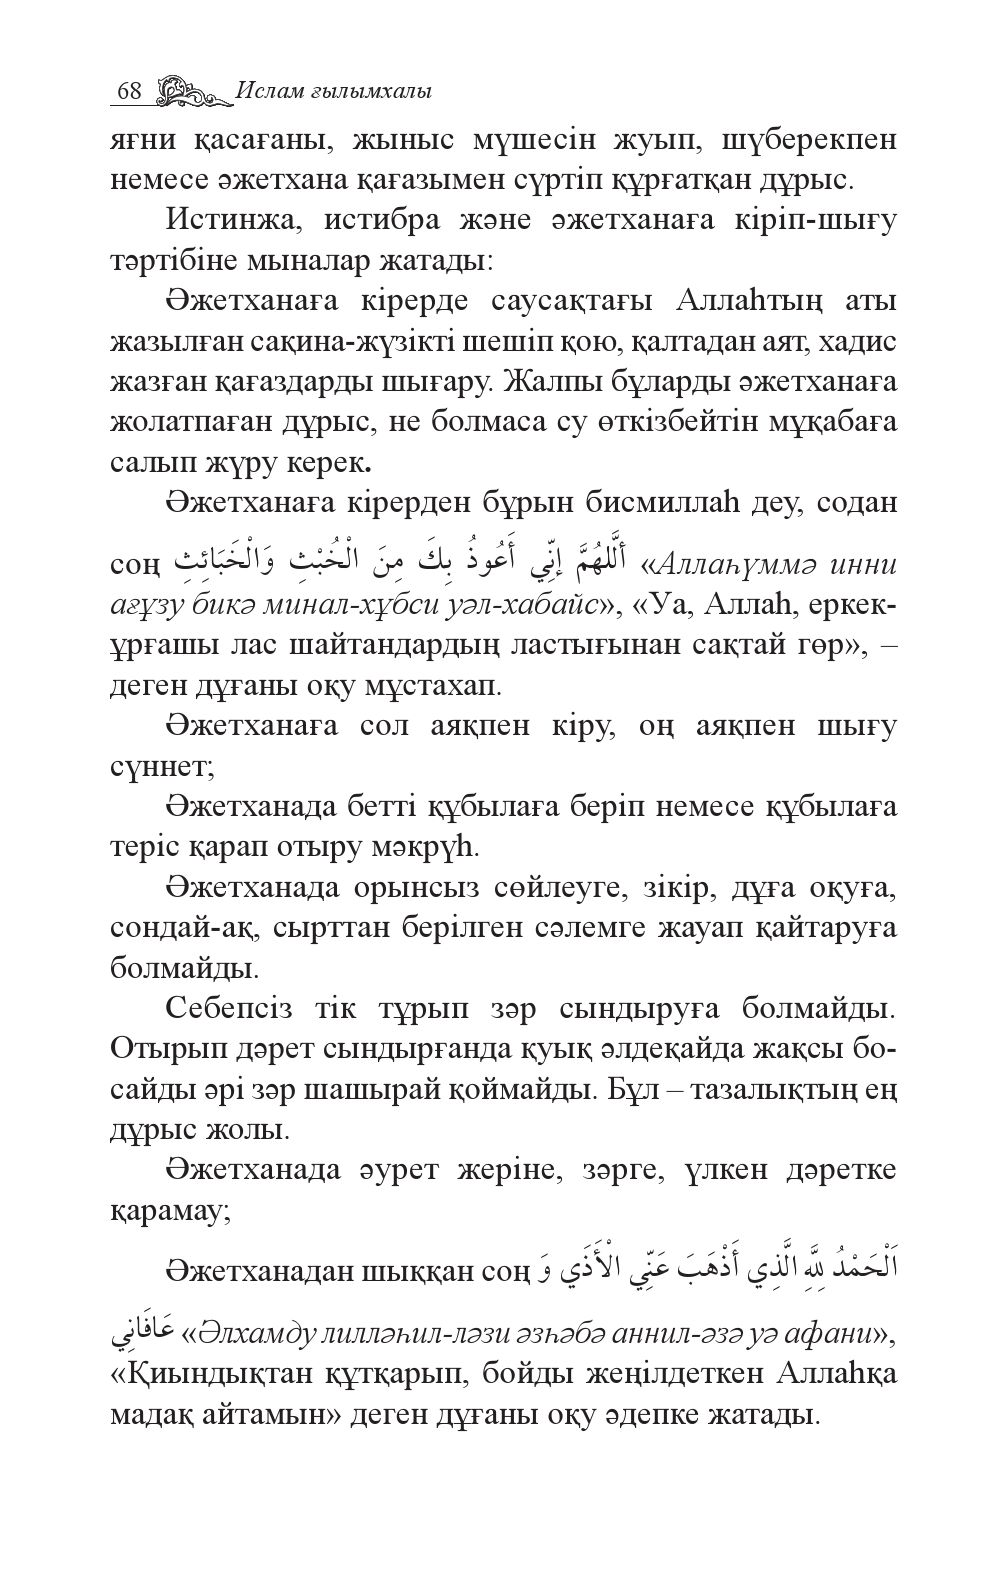 68 Ислам ғылымхалы
яғни қасағаны, жыныс мүшесін жуып, шүберекпен
немесе әжетхана қағазымен сүртіп құрғатқан дұрыс.
Истинжа, истибра және әжетханаға кіріп-шығу
тәртібіне мыналар жатады:
Әжетханаға кірерде саусақтағы Аллаһтың аты
жазылған сақина-жүзікті шешіп қою, қалтадан аят, хадис
жазған қағаздарды шығару. Жалпы бұларды әжетханаға
жолатпаған дұрыс, не болмаса су өткізбейтін мұқабаға
салып жүру керек.
Әжетханаға кірерден бұрын бисмиллаһ деу, содан
соң أَللَّهُمَّ إِنِّي أَعُوذُ بِكَ مِنَ الْخُبْثِ وَالْخَبَائِثِ «Аллаһүммә инни
ағұзу бикә минал-хұбси уәл-хабайс», «Уа, Аллаһ, еркек-
ұрғашы лас шайтандардың ластығынан сақтай гөр», –
деген дұғаны оқу мұстахап.
Әжетханаға сол аяқпен кіру, оң аяқпен шығу
сүннет;
Әжетханада бетті құбылаға беріп немесе құбылаға
теріс қарап отыру мәкрүһ.
Әжетханада орынсыз сөйлеуге, зікір, дұға оқуға,
сондай-ақ, сырттан берілген сәлемге жауап қайтаруға
болмайды.
Себепсіз тік тұрып зәр сындыруға болмайды.
Отырып дәрет сындырғанда қуық әлдеқайда жақсы бо-
сайды әрі зәр шашырай қоймайды. Бұл – тазалықтың ең
дұрыс жолы.
Әжетханада әурет жеріне, зәрге, үлкен дәретке
қарамау;
Әжетханадан шыққан соң اَلْحَمْدُ لِلَّهِ الَّذِي أَذْهَبَ عَنِّي الْأَذَي وَ
عَافَانِي «Әлхамду лилләһил-ләзи әзһәбә аннил-әзә уә афани»,
«Қиындықтан құтқарып, бойды жеңілдеткен Аллаһқа
мадақ айтамын» деген дұғаны оқу әдепке жатады.